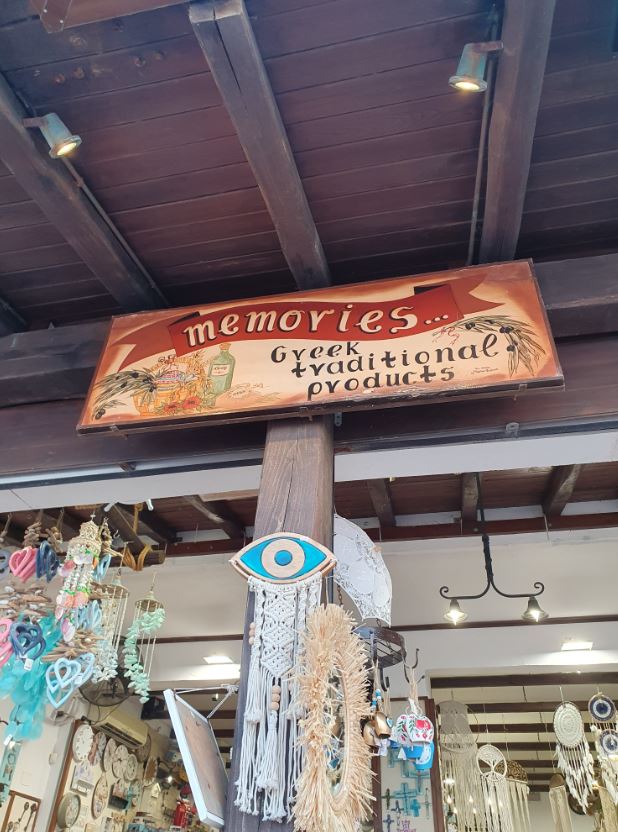 memories...
Greek
traditional
products